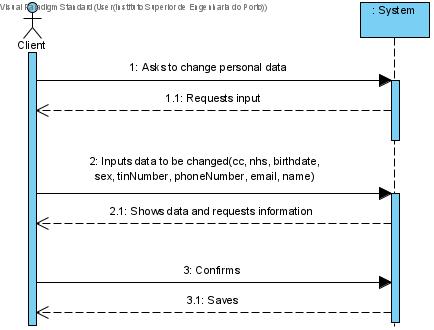 Visual Paradigm Standard (User(Instituto Superior de Engenharia do Porto))
: System
Client
1: Asks to change personal data
1.1: Requests input
2: Inputs data to be changed(cc, nhs, birthdate,
sex, tinNumber, phoneNumber, email, name)
2.1: Shows data and requests information
3: Confirms
3.1: Saves